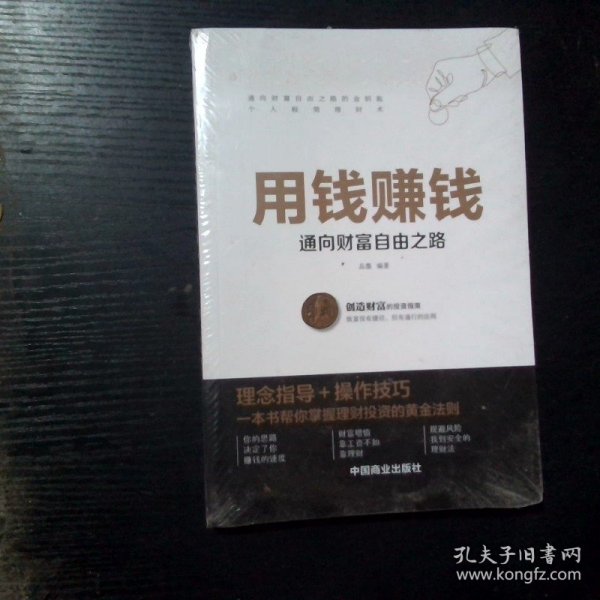 通向财富自由之路的金钥匙
个人极简理财术
用钱赚钱
通向财富自由之路
编著
创造财富的投资指南
理念指导+操作技巧
一本书帮你掌握理财投资的黄金法则
你的思路
决定了你
赚钱的速度
财富增值
靠工资不如
靠理财
规避风险
找到安全的
理财法
中国商业出版社
孔夫子旧书网
www.kongfz.com